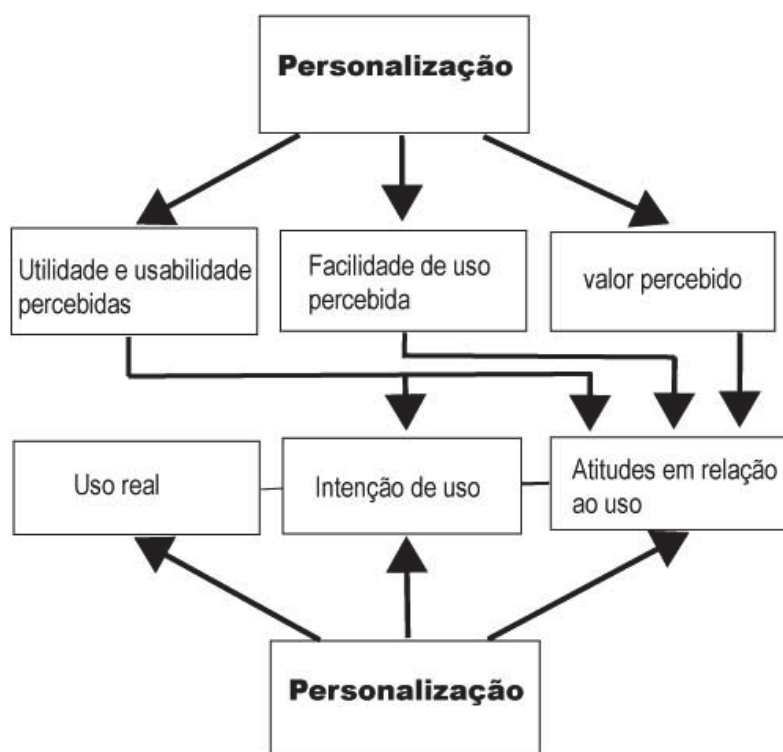 Personalização
Utilidade e usabilidade
percebidas
Facilidade de uso
percebida
valor percebido
Uso real
Intenção de uso
Atitudes em relação
ao uso
Personalização